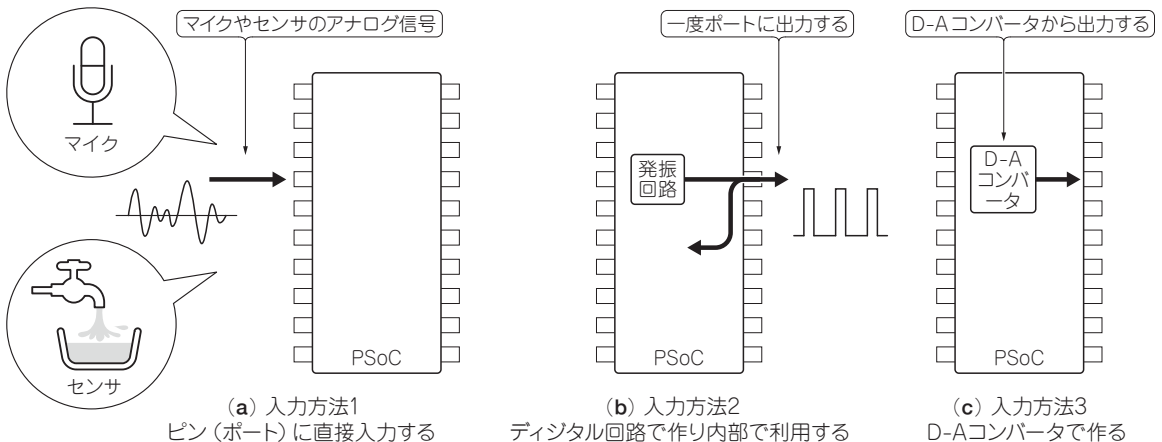 マイクやセンサのアナログ信号
一度ポートに出力する
D-Aコンバータから出力する
マイク
発振
回路
D-A
コンバ
ータ
センサ
PSoC
PSoC
PSoC
(a) 入力方法1
ピン(ポート)に直接入力する
(b) 入力方法2
ディジタル回路で作り内部で利用する
(c) 入力方法3
D-Aコンバータで作る